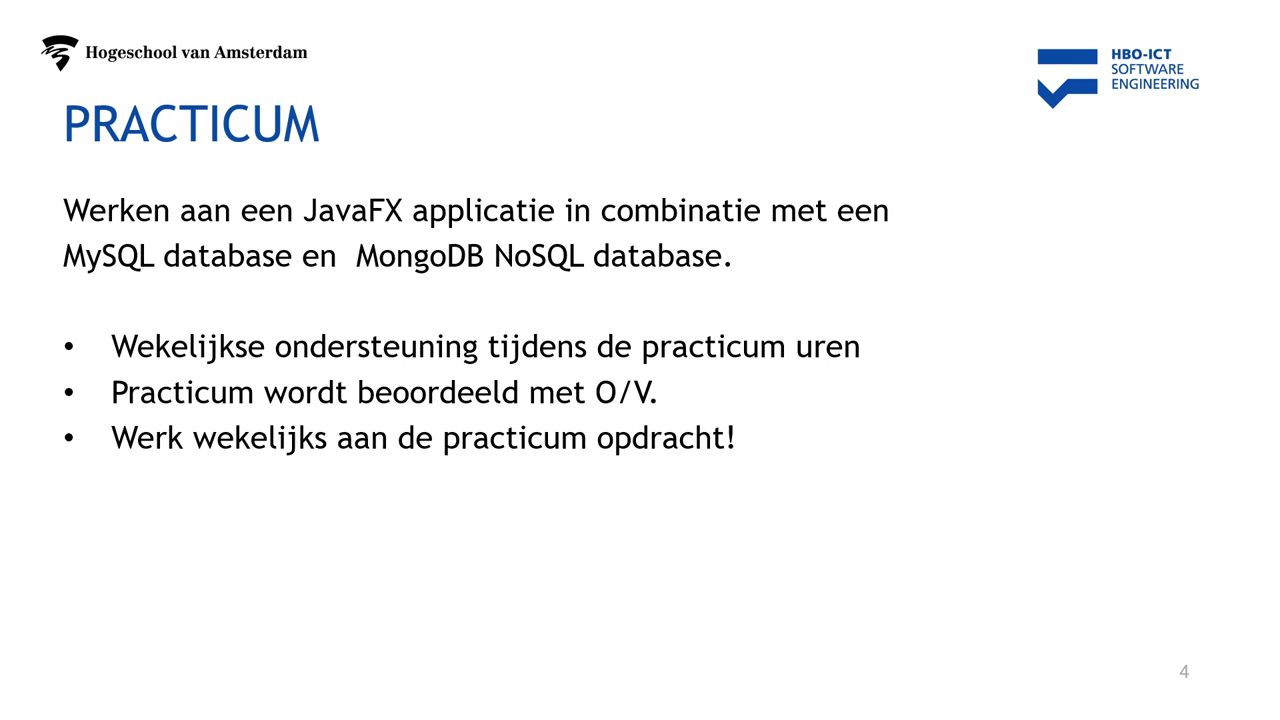 Hogeschool van Amsterdam
HBO-ICT
SOFTWARE
ENGINEERING
PRACTICUM
Werken aan een JavaFX applicatie in combinatie met een
MySQL database en  MongoDB NoSQL database.
• Wekelijkse ondersteuning tijdens de practicum uren
• Practicum wordt beoordeeld met O/V.
• Werk wekelijks aan de practicum opdracht!
4